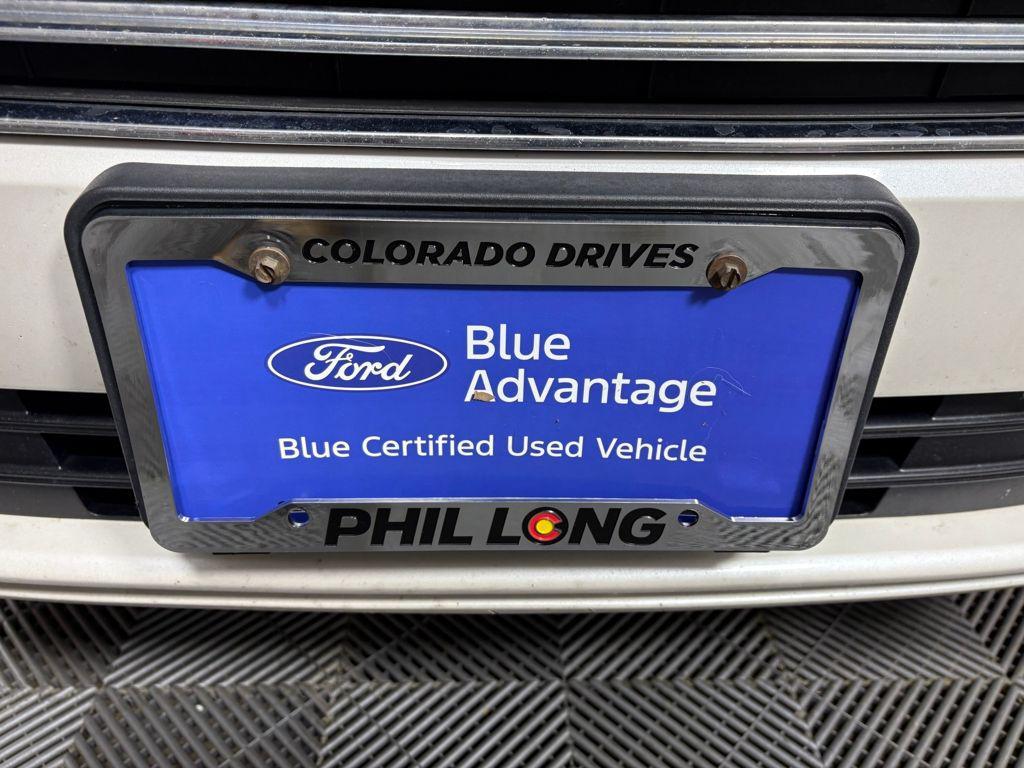 COLORADO DRIVES
Ford
Blue
Advantage
Blue Certified Used Vehicle
PHIL LONG